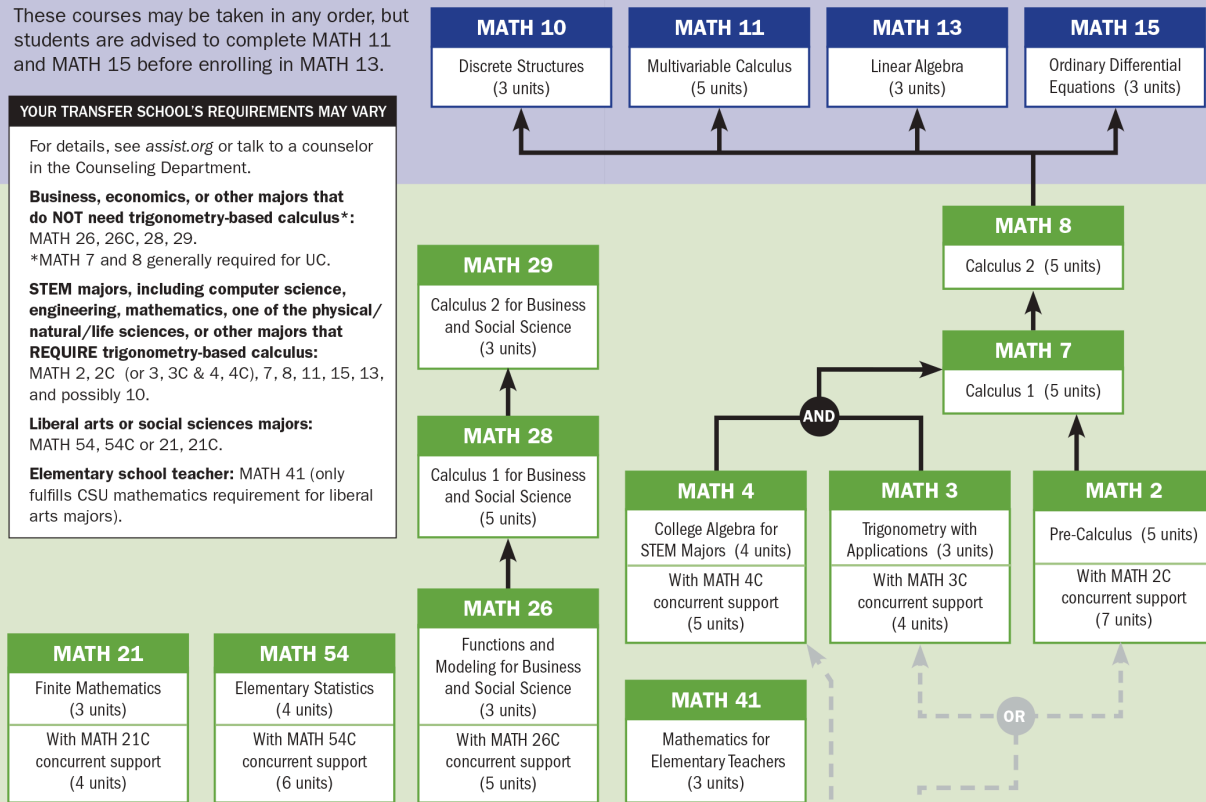 These courses may be taken in any order, but
students are advised to complete MATH 11
and MATH 15 before enrolling in MATH 13.
MATH 10
Discrete Structures
(3 units)
MATH 11
Multivariable Calculus
(5 units)
MATH 13
Linear Algebra
(3 units)
MATH 15
Ordinary Differential
Equations (3 units)
YOUR TRANSFER SCHOOL'S REQUIREMENTS MAY VARY
For details, see assist.org or talk to a counselor
in the Counseling Department.
Business, economics, or other majors that
do NOT need trigonometry-based calculus*:
MATH 26, 26C, 28, 29.
*MATH 7 and 8 generally required for UC.
STEM majors, including computer science,
engineering, mathematics, one of the physical/
natural/life sciences, or other majors that
REQUIRE trigonometry-based calculus:
MATH 2, 2C (or 3, 3C & 4, 4C), 7, 8, 11, 15, 13,
and possibly 10.
Liberal arts or social sciences majors:
MATH 54, 54C or 21, 21C.
Elementary school teacher: MATH 41 (only
fulfills CSU mathematics requirement for liberal
arts majors).
MATH 8
Calculus 2 (5 units)
MATH 29
Calculus 2 for Business
and Social Science
(3 units)
MATH 7
Calculus 1 (5 units)
AND
MATH 28
Calculus 1 for Business
and Social Science
(5 units)
MATH 4
College Algebra for
STEM Majors (4 units)
With MATH 4C
concurrent support
(5 units)
MATH 3
Trigonometry with
Applications (3 units)
With MATH 3C
concurrent support
(4 units)
MATH 2
Pre-Calculus (5 units)
With MATH 2C
concurrent support
(7 units)
MATH 21
Finite Mathematics
(3 units)
With MATH 21C
concurrent support
(4 units)
MATH 54
Elementary Statistics
(4 units)
With MATH 54C
concurrent support
(6 units)
MATH 26
Functions and
Modeling for Business
and Social Science
(3 units)
With MATH 26C
concurrent support
(5 units)
MATH 41
Mathematics for
Elementary Teachers
(3 units)
OR